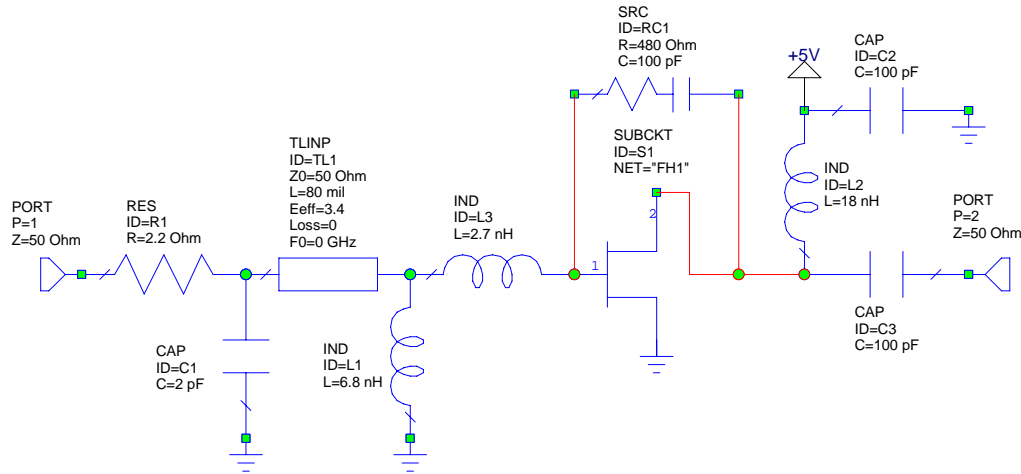 SRC
ID=RC1
R=480 Ohm
C=100 pF
CAP
ID=C2
C=100 pF
+5V
TLINP
ID=TL1
Z0=50 Ohm
L=80 mil
Eeff=3.4
Loss=0
F0=0 GHz
SUBCKT
ID=S1
NET="FH1"
IND
ID=L2
L=18 nH
PORT
P=1
Z=50 Ohm
RES
ID=R1
R=2.2 Ohm
IND
ID=L3
L=2.7 nH
2
1
PORT
P=2
Z=50 Ohm
CAP
ID=C1
C=2 pF
IND
ID=L1
L=6.8 nH
CAP
ID=C3
C=100 pF